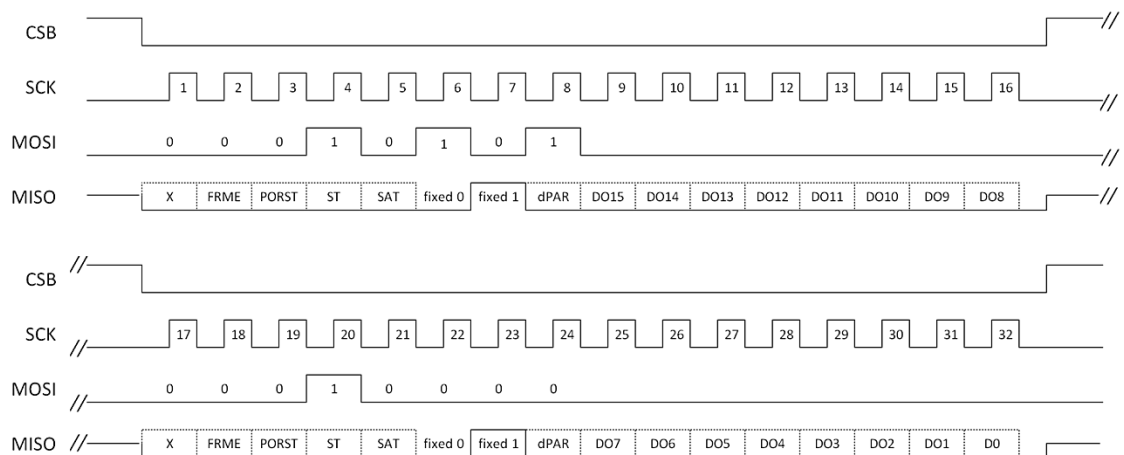 CSB
SCK 1 2 3 4 5 6 7 8 9 10 11 12 13 14 15 16
MOSI 0 0 0 1 0 1 0 1
MISO X FRME PORST ST SAT fixed 0 fixed 1 dPAR DO15 DO14 DO13 DO12 DO11 DO10 DO9 DO8
CSB
SCK 17 18 19 20 21 22 23 24 25 26 27 28 29 30 31 32
MOSI 0 0 0 1 0 0 0 0
MISO X FRME PORST ST SAT fixed 0 fixed 1 dPAR DO7 DO6 DO5 DO4 DO3 DO2 DO1 D0